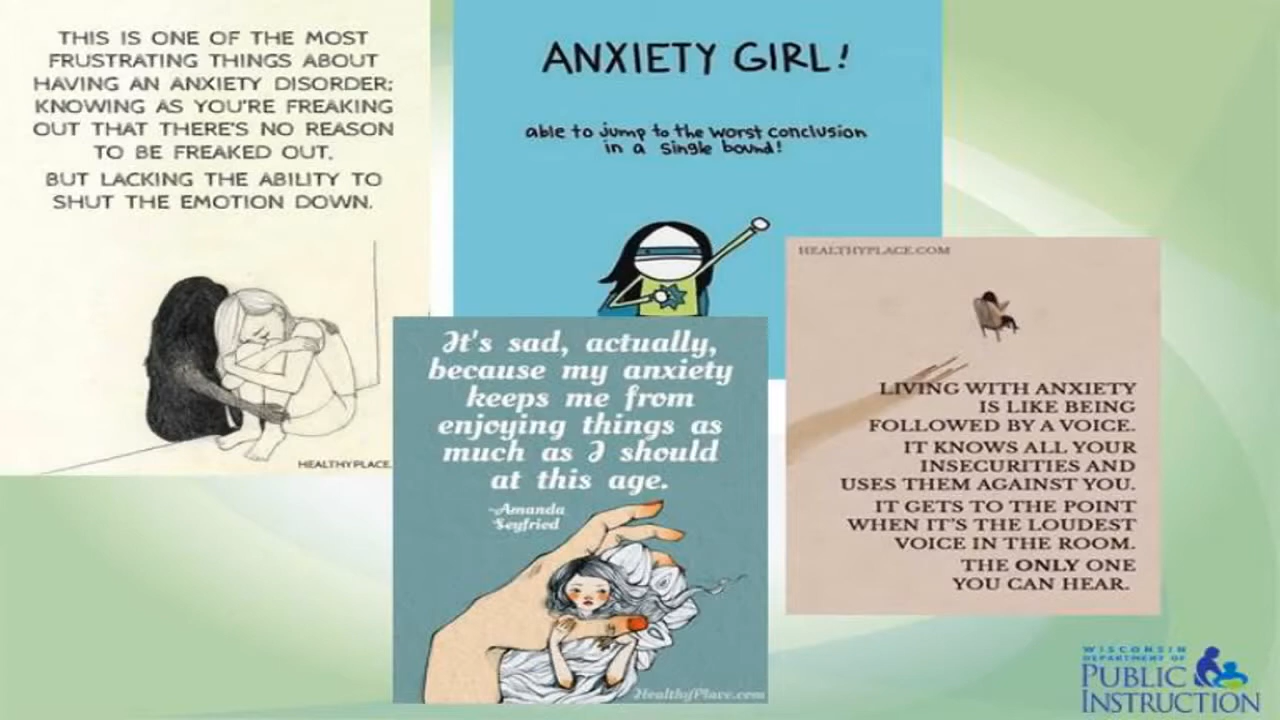 THIS IS ONE OF THE MOST
FRUSTRATING THINGS ABOUT
HAVING AN ANXIETY DISORDER;
KNOWING AS YOU'RE FREAKING
OUT THAT THERE'S NO REASON
TO BE FREAKED OUT,
BUT LACKING THE ABILITY TO
SHUT THE EMOTION DOWN.
HEALTHYPLACE.
ANXIETY GIRL!
able to jump to the worst conclusion
in a single bound!
It's sad, actually,
because my anxiety
keeps me from
enjoying things as
much as I should
at this age.
~Amanda
Seyfried
HealthyPlace.com
HEALTHYPLACE.COM
LIVING WITH ANXIETY
IS LIKE BEING
FOLLOWED BY A VOICE.
IT KNOWS ALL YOUR
INSECURITIES AND
USES THEM AGAINST YOU.
IT GETS TO THE POINT
WHEN IT'S THE LOUDEST
VOICE IN THE ROOM.
THE ONLY ONE
YOU CAN HEAR.
WISCONSIN
DEPARTMENT OF
PUBLIC
INSTRUCTION